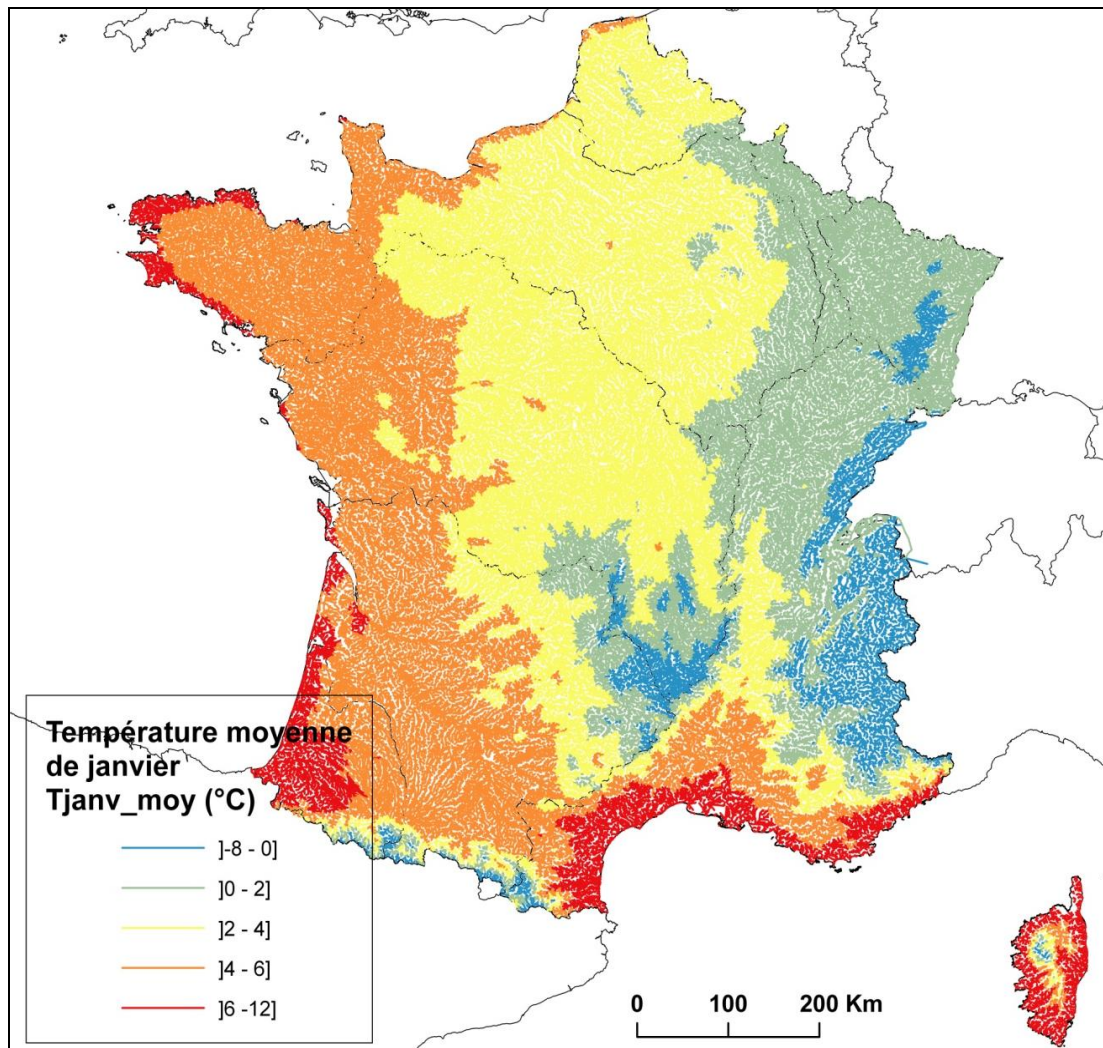 Température moyenne
de janvier
Tjanv_moy (°C)
]-8 - 0]
]0 - 2]
]2 - 4]
]4 - 6]
]6 -12]
0 100 200 Km